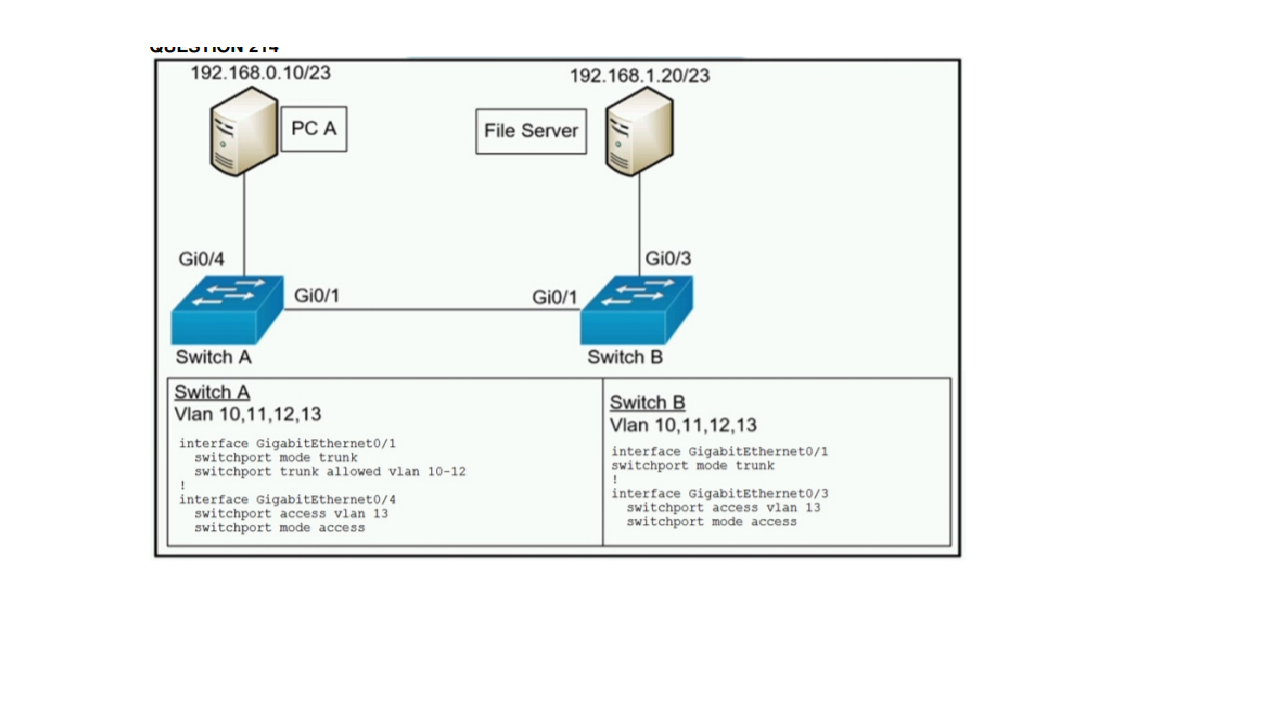 QUESTION 214
192.168.0.10/23
192.168.1.20/23
PC A
File Server
Gi0/4
Gi0/3
Gi0/1
Gi0/1
Switch A
Switch B
Switch A
Vlan 10,11,12,13
interface GigabitEthernet0/1
switchport mode trunk
switchport trunk allowed vlan 10-12
!
interface GigabitEthernet0/4
switchport access vlan 13
switchport mode access
Switch B
Vlan 10,11,12,13
interface GigabitEthernet0/1
switchport mode trunk
!
interface GigabitEthernet0/3
switchport access vlan 13
switchport mode access